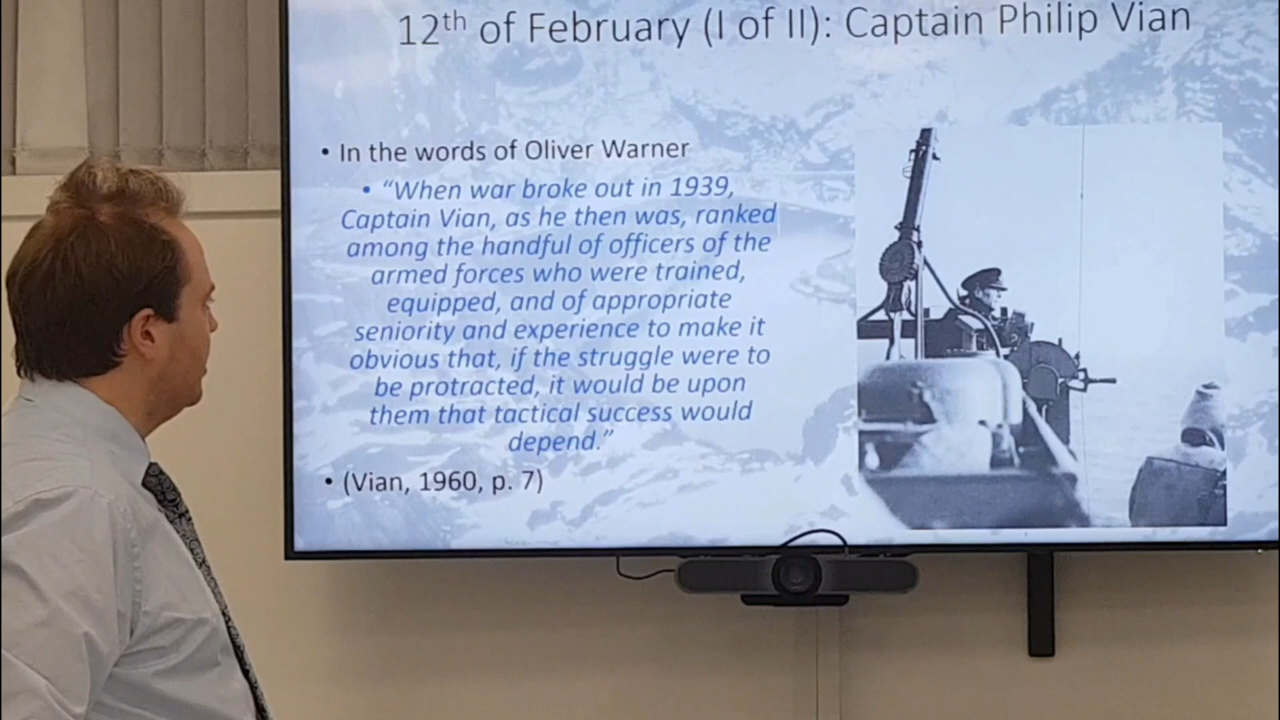 12th of February (I of II): Captain Philip Vian
• In the words of Oliver Warner
• “When war broke out in 1939,
Captain Vian, as he then was, ranked
among the handful of officers of the
armed forces who were trained,
equipped, and of appropriate
seniority and experience to make it
obvious that, if the struggle were to
be protracted, it would be upon
them that tactical success would
depend.”
• (Vian, 1960, p. 7)